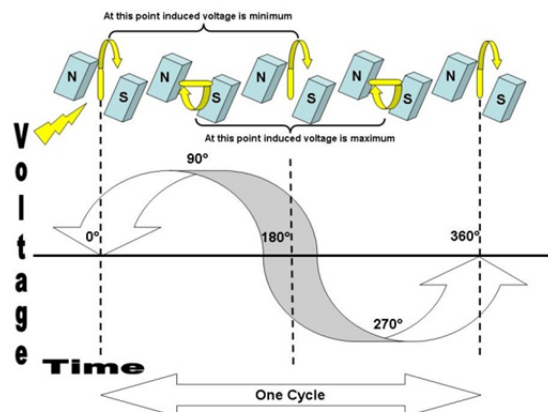 At this point induced voltage is minimum
N S N S N S N S N S
At this point induced voltage is maximum
Voltage
90º
0º
180º
360º
270º
Time
One Cycle